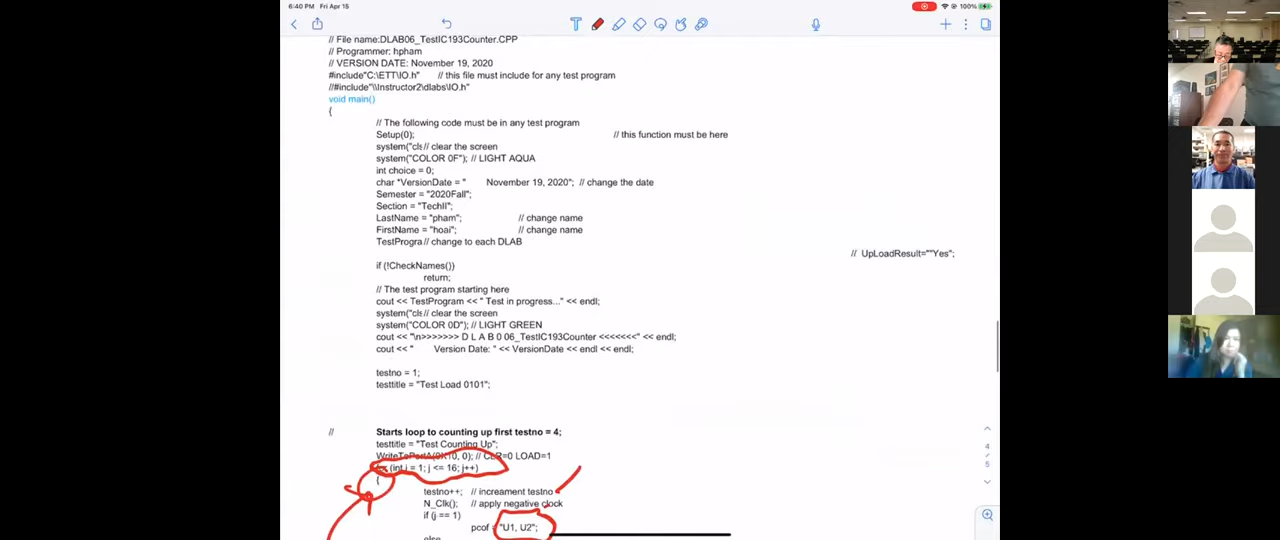 6:40 PM Fri Apr 15
100%
// File name:DLAB06_TestIC193Counter.CPP
// Programmer: hpham
// VERSION DATE: November 19, 2020
#include"C:\ETT\IO.h" // this file must include for any test program
//#include"\\Instructor2\dlabs\IO.h"
void main()
{
// The following code must be in any test program
Setup(0); // this function must be here
system("cls // clear the screen
system("COLOR 0F"); // LIGHT AQUA
int choice = 0;
char *VersionDate = " November 19, 2020"; // change the date
Semester = "2020Fall";
Section = "TechII";
LastName = "pham"; // change name
FirstName = "hoai"; // change name
TestProgra // change to each DLAB
// UpLoadResult=""Yes";
if (!CheckNames())
return;
// The test program starting here
cout << TestProgram << " Test in progress..." << endl;
system("cls // clear the screen
system("COLOR 0D"); // LIGHT GREEN
cout << "\n>>>>>>> D L A B 0 06_TestIC193Counter <<<<<<<" << endl;
cout << " Version Date: " << VersionDate << endl << endl;
testno = 1;
testtitle = "Test Load 0101";
// Starts loop to counting up first testno = 4;
testtitle = "Test Counting Up";
WriteToPortA(0X10, 0); // CLR=0 LOAD=1
(int j = 1; j <= 16; j++)
{
testno++; // increament testno
N_Clk(); // apply negative clock
if (j == 1)
pcof = "U1, U2";
else
4
/
5